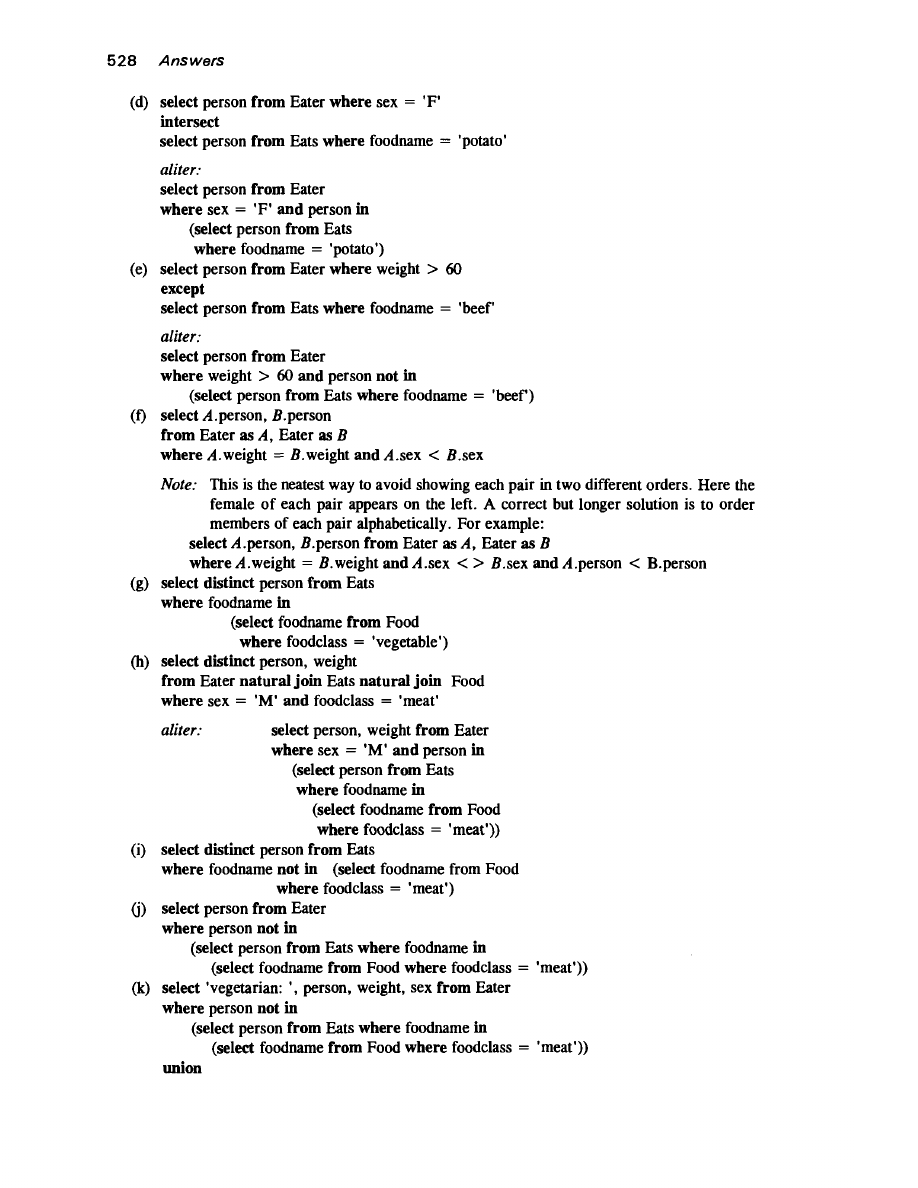 528 Answers
(d) select person from Eater where sex = 'F'
intersect
select person from Eats where foodname = 'potato'
aliter:
select person from Eater
where sex = 'F' and person in
(select person from Eats
where foodname = 'potato')
(e) select person from Eater where weight > 60
except
select person from Eats where foodname = 'beef'
aliter:
select person from Eater
where weight > 60 and person not in
(select person from Eats where foodname = 'beef')
(f) select A.person, B.person
from Eater as A, Eater as B
where A.weight = B.weight and A.sex < B.sex
Note: This is the neatest way to avoid showing each pair in two different orders. Here the
female of each pair appears on the left. A correct but longer solution is to order
members of each pair alphabetically. For example:
select A.person, B.person from Eater as A, Eater as B
where A.weight = B.weight and A.sex < > B.sex and A.person < B.person
(g) select distinct person from Eats
where foodname in
(select foodname from Food
where foodclass = 'vegetable')
(h) select distinct person, weight
from Eater natural join Eats natural join Food
where sex = 'M' and foodclass = 'meat'
aliter: select person, weight from Eater
where sex = 'M' and person in
(select person from Eats
where foodname in
(select foodname from Food
where foodclass = 'meat'))
(i) select distinct person from Eats
where foodname not in (select foodname from Food
where foodclass = 'meat')
(j) select person from Eater
where person not in
(select person from Eats where foodname in
(select foodname from Food where foodclass = 'meat'))
(k) select 'vegetarian: ', person, weight, sex from Eater
where person not in
(select person from Eats where foodname in
(select foodname from Food where foodclass = 'meat'))
union